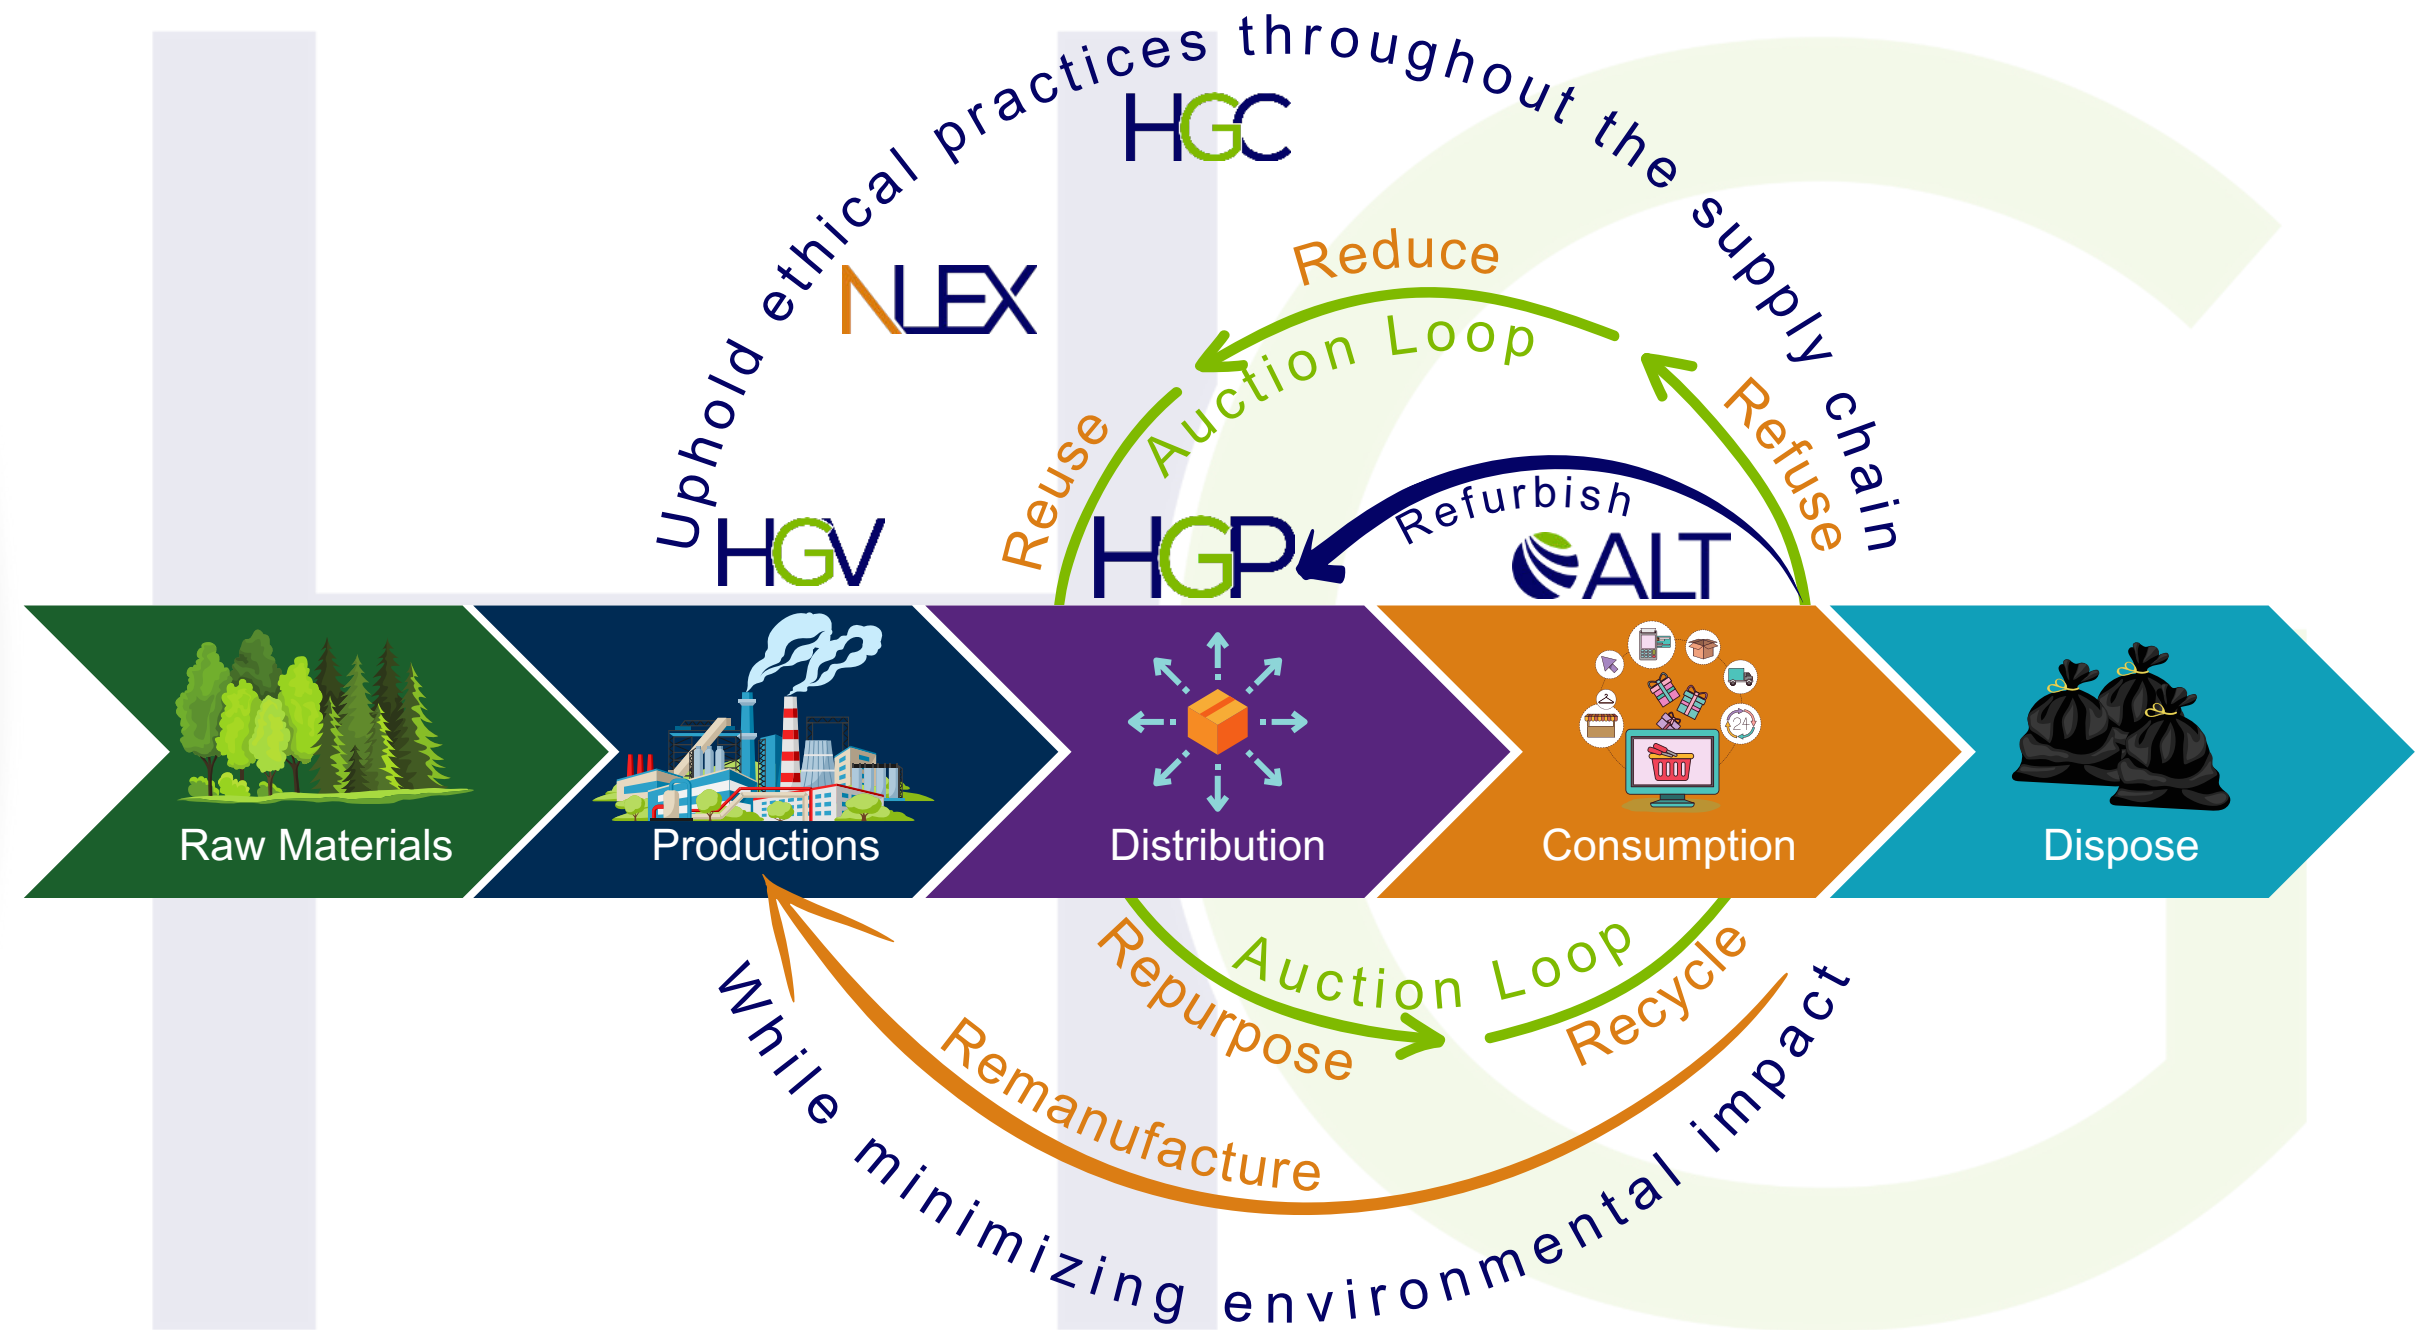 Uphold ethical practices throughout the supply chain
HGC
NLEX
Reduce
Auction Loop
Reuse
Refuse
Refurbish
HGV
HGP
ALT
24
Raw Materials
Productions
Distribution
Consumption
Dispose
Auction Loop
Repurpose
Recycle
Remanufacture
While minimizing environmental impact